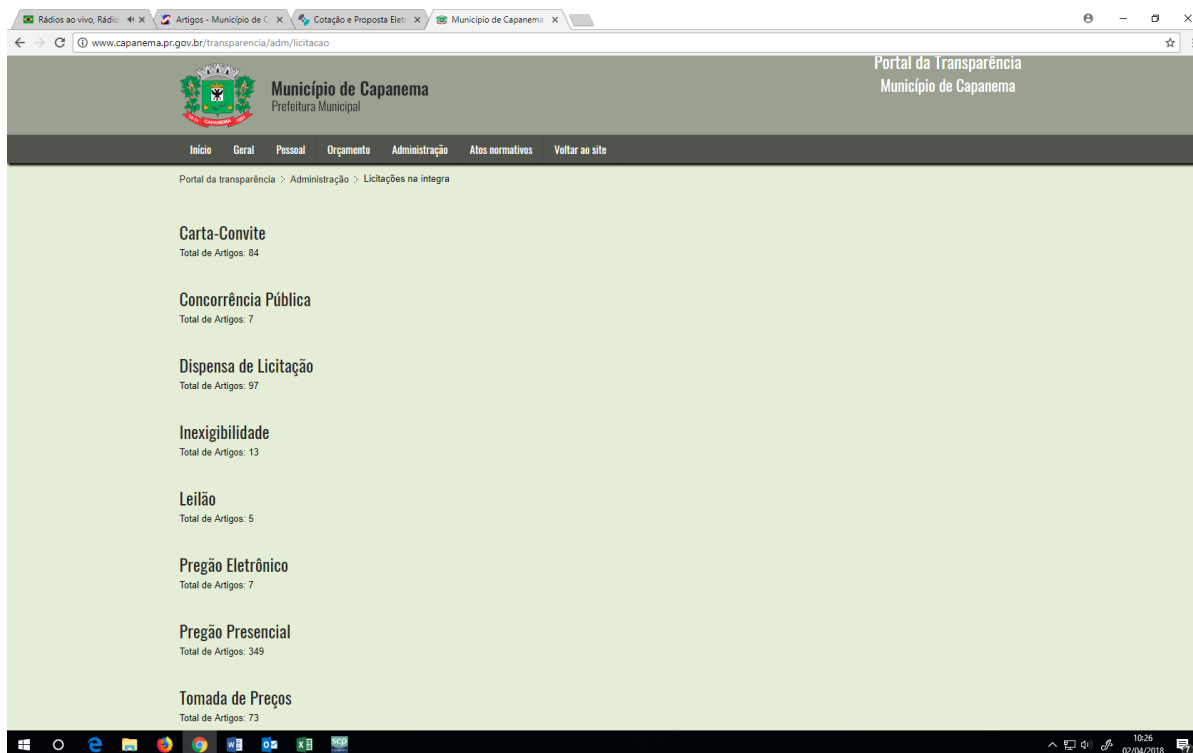 Rádios ao vivo, Rádio
Artigos - Município de C
Cotação e Proposta Eletr
Município de Capanema
www.capanema.pr.gov.br/transparencia/adm/licitacao
Município de Capanema
Prefeitura Municipal
Portal da Transparência
Município de Capanema
CAPANEMA
Início Geral Pessoal Orçamento Administração Atos normativos Voltar ao site
Portal da transparência > Administração > Licitações na íntegra
Carta-Convite
Total de Artigos: 84
Concorrência Pública
Total de Artigos: 7
Dispensa de Licitação
Total de Artigos: 97
Inexigibilidade
Total de Artigos: 13
Leilão
Total de Artigos: 5
Pregão Eletrônico
Total de Artigos: 7
Pregão Presencial
Total de Artigos: 349
Tomada de Preços
Total de Artigos: 73
scp
10:26
02/04/2018